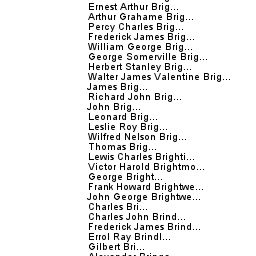 Ernest Arthur Brig...
Arthur Grahame Brig...
Percy Charles Brig...
Frederick James Brig...
William George Brig...
George Somerville Brig...
Herbert Stanley Brig...
Walter James Valentine Brig...
James Brig...
Richard John Brig...
John Brig...
Leonard Brig...
Leslie Roy Brig...
Wilfred Nelson Brig...
Thomas Brig...
Lewis Charles Brighti...
Victor Harold Brightmo...
George Bright...
Frank Howard Brightwe...
John George Brightwe...
Charles Bri...
Charles John Brind...
Frederick James Brind...
Errol Ray Brindl...
Gilbert Bri...